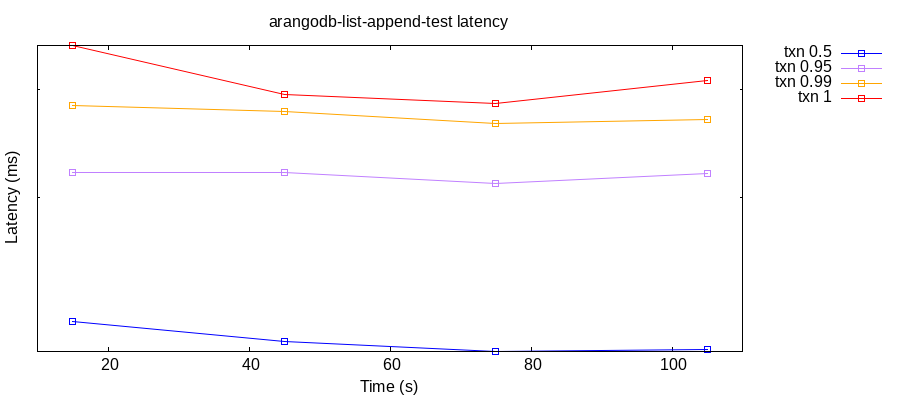 arangodb-list-append-test latency
txn 0.5
txn 0.95
txn 0.99
txn 1
Latency (ms)
20 40 60 80 100
Time (s)